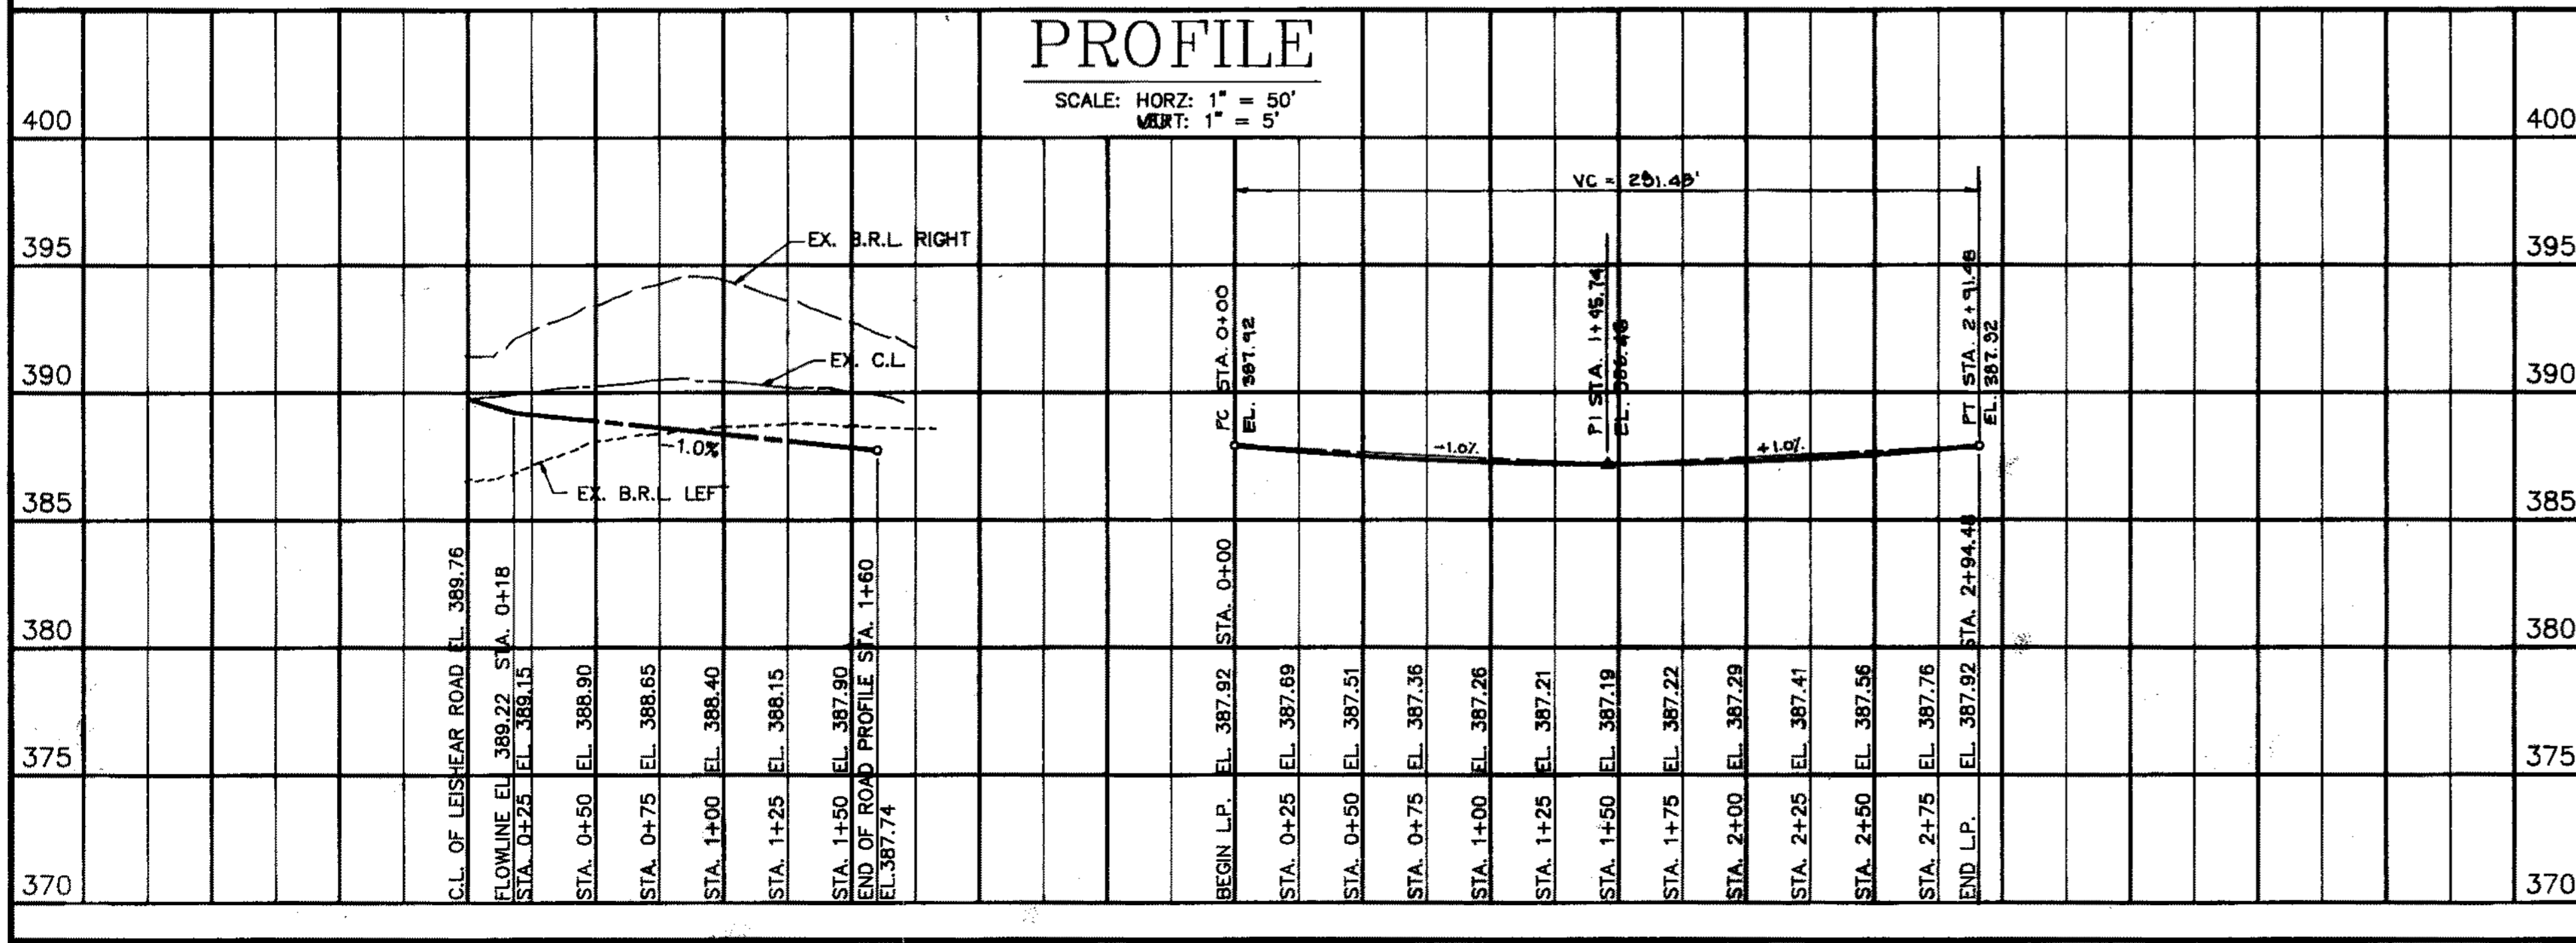 PROFILE
SCALE: HORZ: 1" = 50'
VERT: 1" = 5'
400
400
395
395
390
390
385
385
380
380
375
375
370
370
EX. B.R.L. RIGHT
EX. C.L.
-1.0%
EX. B.R.L. LEFT
C.L. OF LEISHEAR ROAD EL. 389.76
FLOWLINE EL 389.22 STA. 0+18
STA. 0+25 EL. 389.15
STA. 0+50 EL. 388.90
STA. 0+75 EL. 388.65
STA. 1+00 EL. 388.40
STA. 1+25 EL. 388.15
STA. 1+50 EL. 387.90
END OF ROAD PROFILE STA. 1+60
EL.387.74
VC =
PC STA. 0+00
EL. 387.92
-1.0%
PI STA. 1+45.74
EL.
+1.0%
PT STA. 2+91.48
EL. 387.92
BEGIN L.P. EL. 387.92 STA. 0+00
STA. 0+25 EL. 387.69
STA. 0+50 EL. 387.51
STA. 0+75 EL. 387.36
STA. 1+00 EL. 387.26
STA. 1+25 EL. 387.21
STA. 1+50 EL. 387.19
STA. 1+75 EL. 387.22
STA. 2+00 EL. 387.29
STA. 2+25 EL. 387.41
STA. 2+50 EL. 387.56
STA. 2+75 EL. 387.76
END L.P. EL. 387.92 STA. 2+94.48